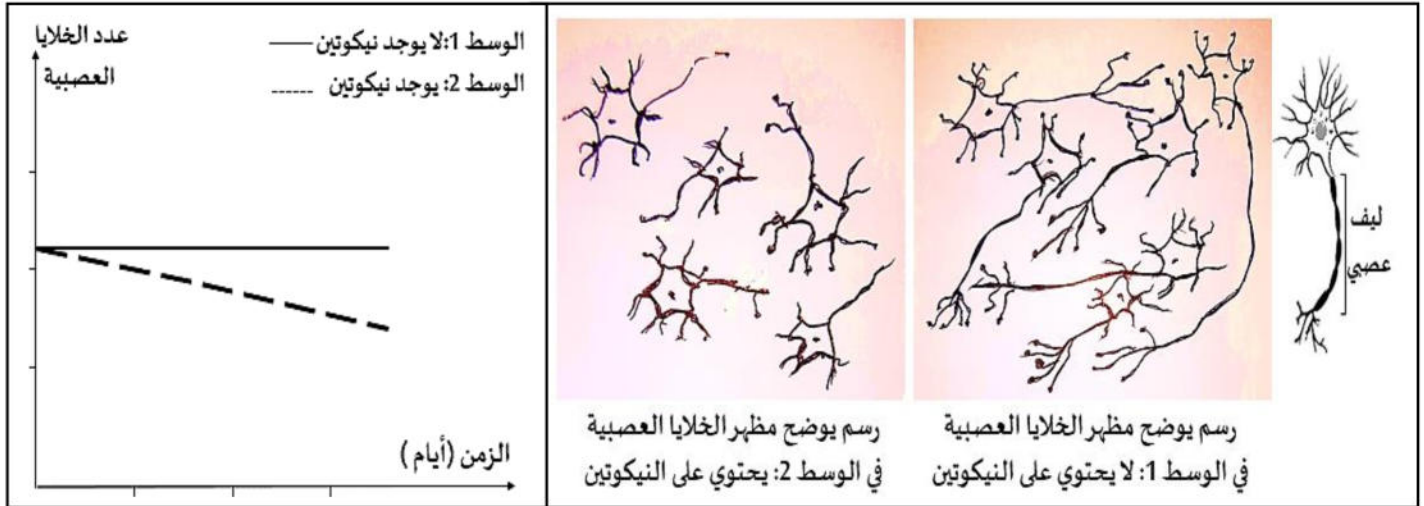 عدد الخلايا
العصبية
الوسط 1:لا يوجد نيكوتين
الوسط 2: يوجد نيكوتين
الزمن (أيام )
ليف
عصبي
رسم يوضح مظهر الخلايا العصبية
في الوسط 1: لا يحتوي على النيكوتين
رسم يوضح مظهر الخلايا العصبية
في الوسط 2: يحتوي على النيكوتين